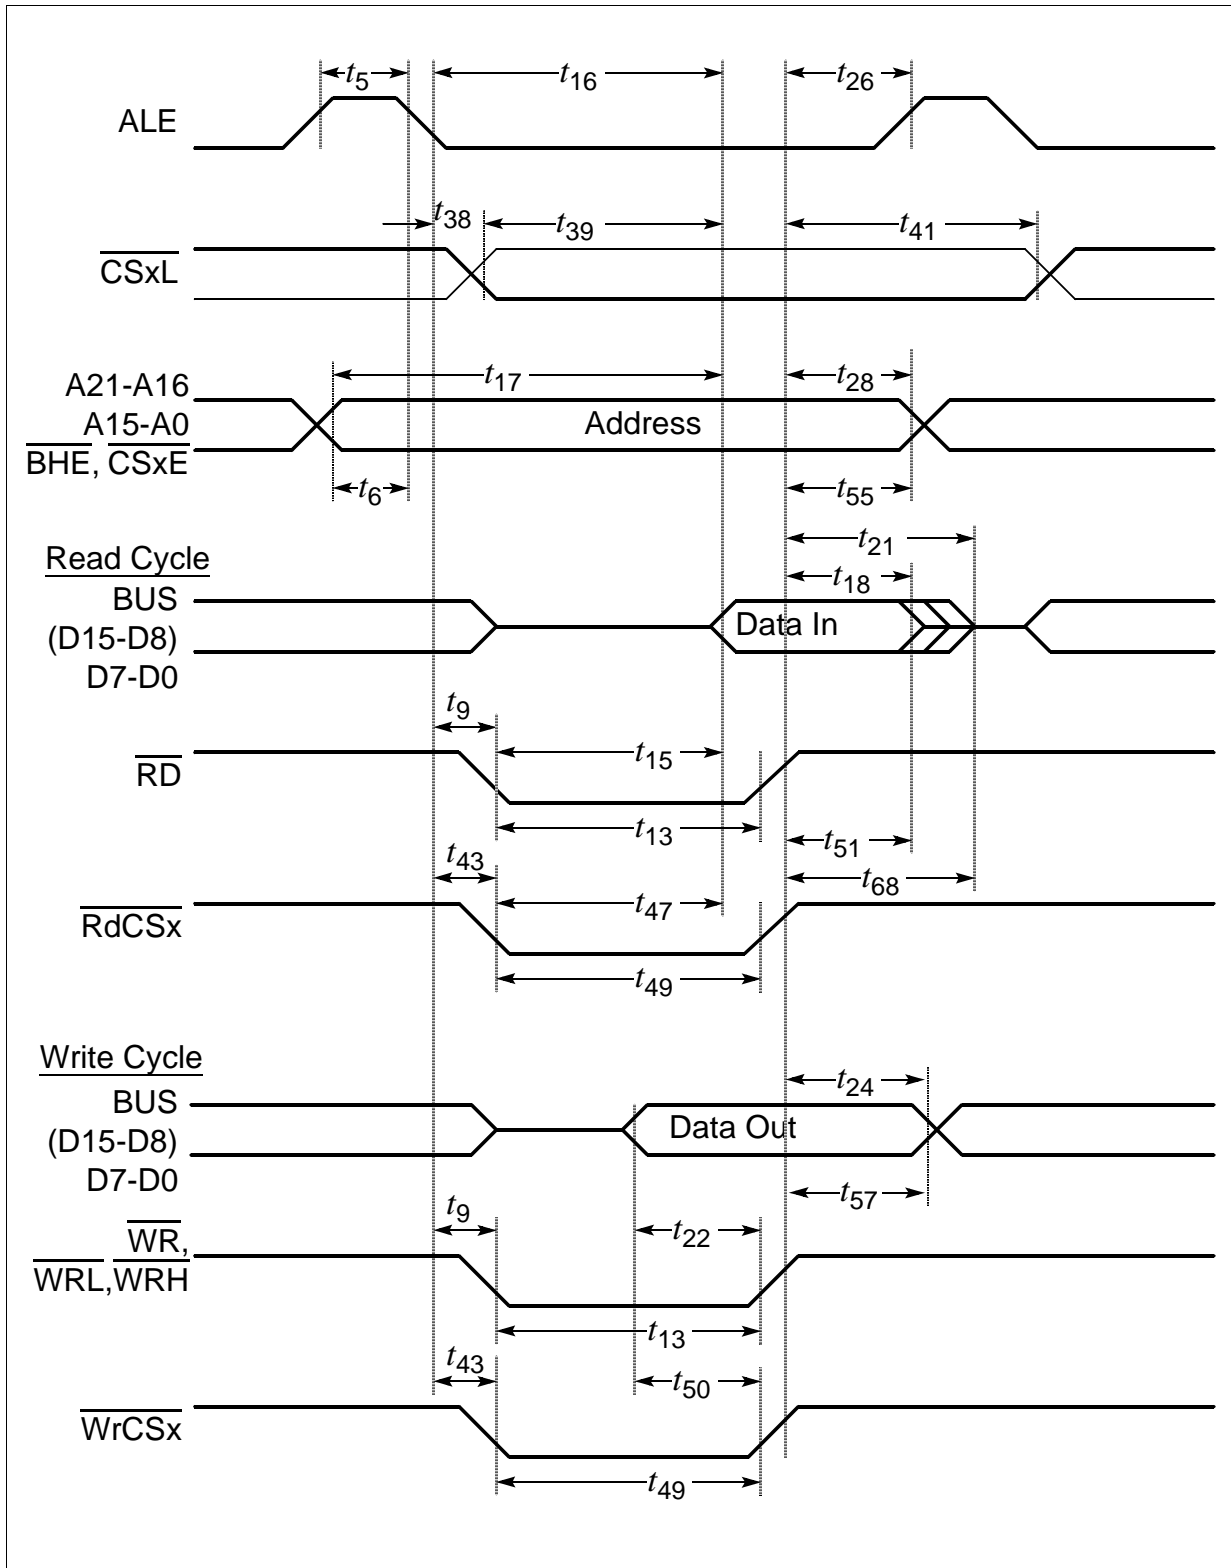 t5 t16 t26
ALE
t38 t39 t41
CSxL
t17 t28
A21-A16
A15-A0
BHE, CSxE
Address
t6 t55
t21
Read Cycle
t18
BUS
(D15-D8)
D7-D0
Data In
t9
t15
RD
t13 t51
t43 t68
t47
RdCSx
t49
Write Cycle
t24
BUS
(D15-D8)
D7-D0
Data Out
t57
t9 t22
WR,
WRL,WRH
t13
t43 t50
WrCSx
t49